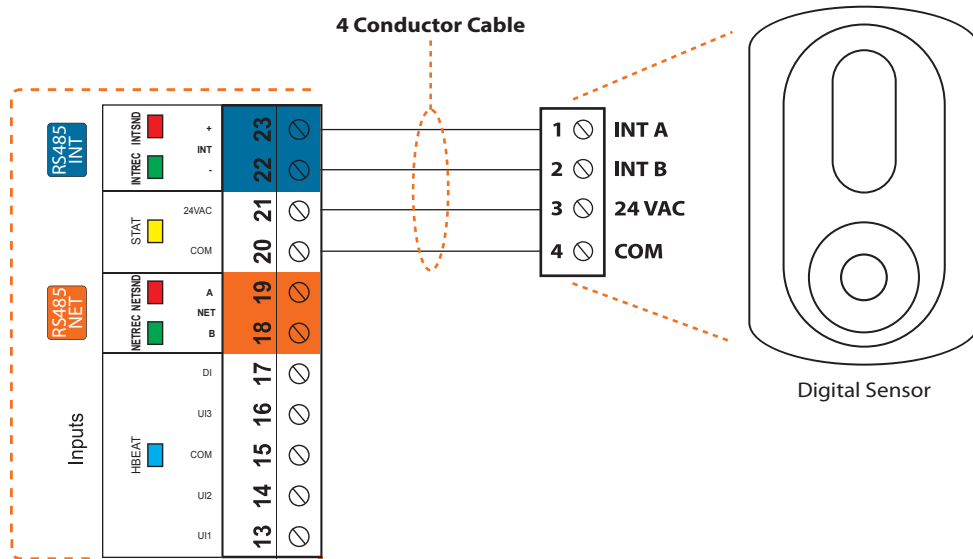 4 Conductor Cable
RS485
INT
INTREC INTSND
+
INT
-
23
22
1
INT A
2
INT B
STAT
24VAC
COM
21
20
3
24 VAC
4
COM
RS485
NET
NETREC NETSND
A
NET
B
19
18
Digital Sensor
Inputs
HBEAT
DI
17
UI3
16
COM
15
UI2
14
UI1
13